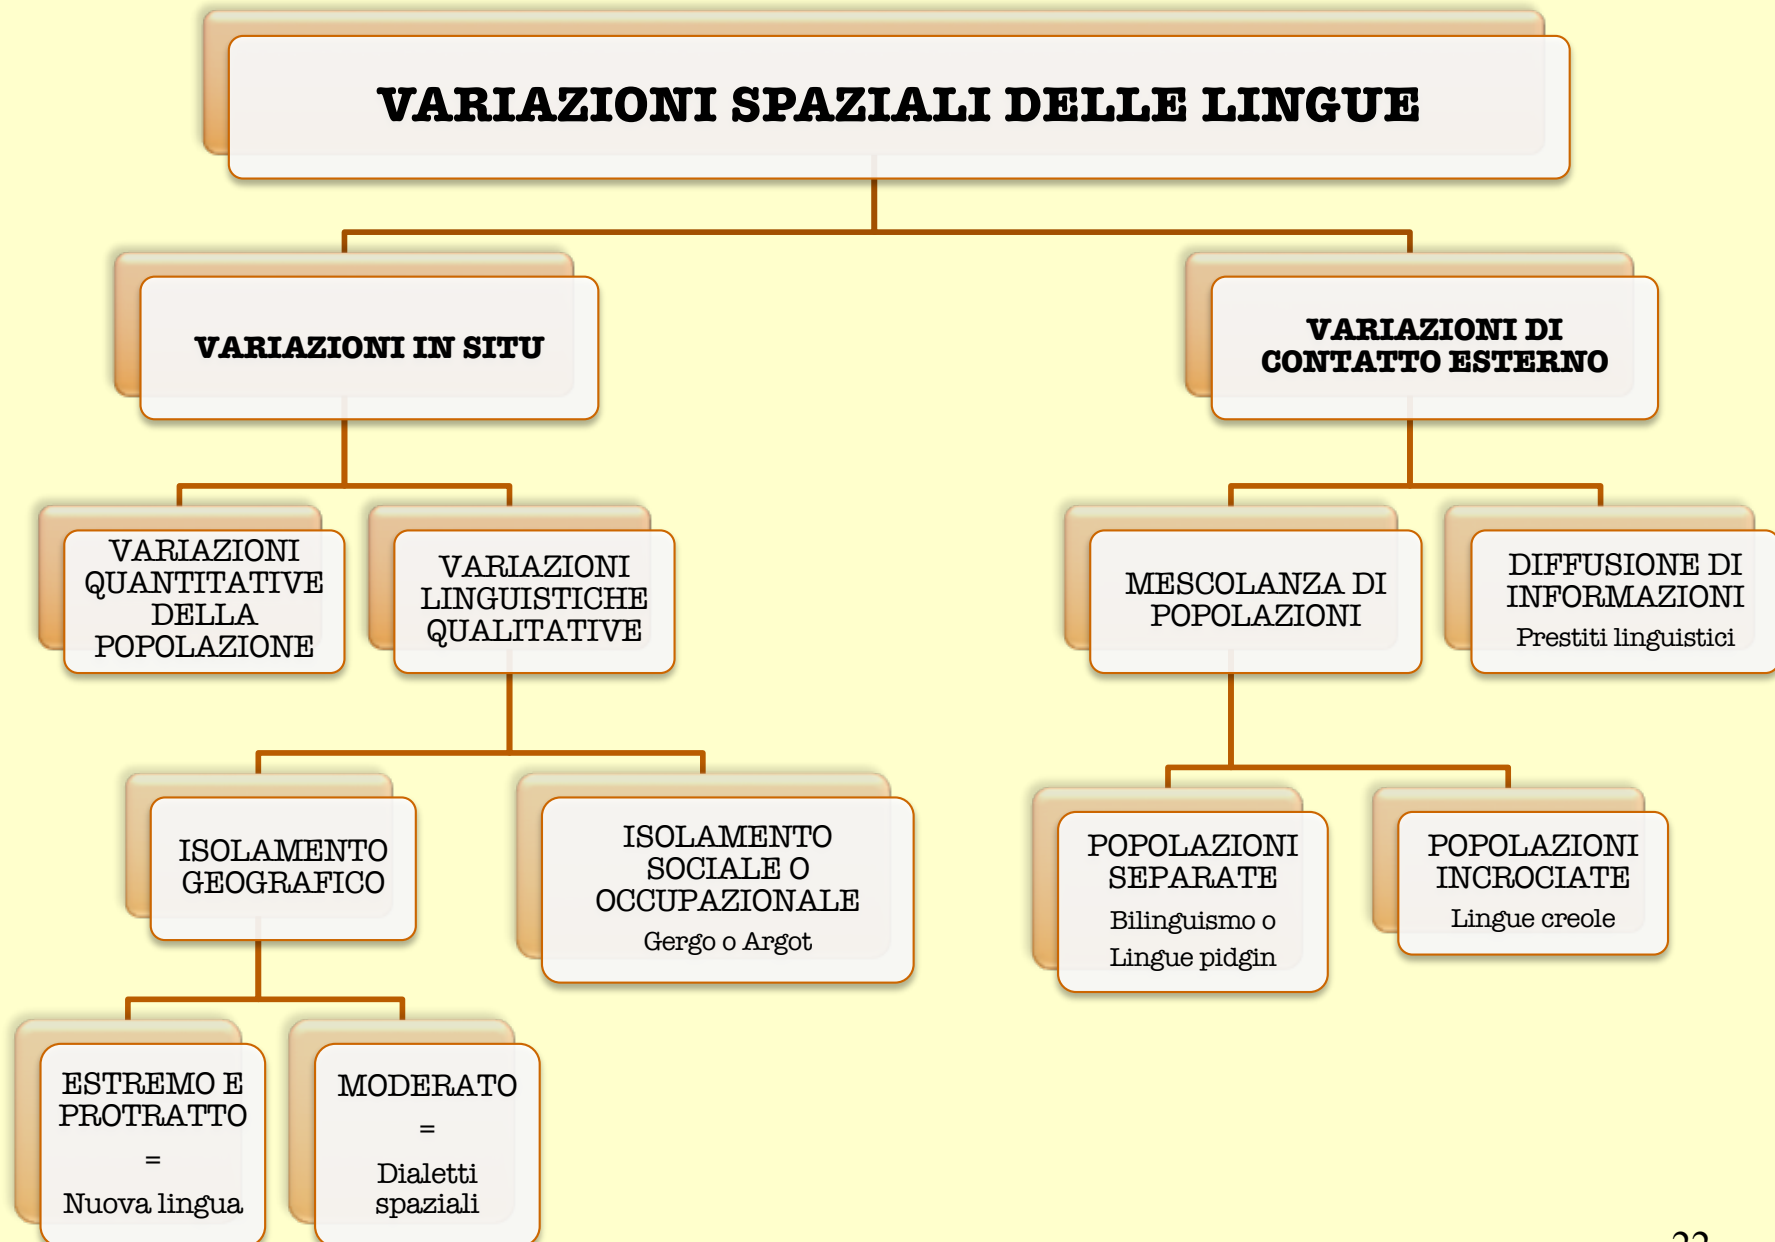 VARIAZIONI SPAZIALI DELLE LINGUE
VARIAZIONI IN SITU
VARIAZIONI DI
CONTATTO ESTERNO
VARIAZIONI
QUANTITATIVE
DELLA
POPOLAZIONE
VARIAZIONI
LINGUISTICHE
QUALITATIVE
MESCOLANZA DI
POPOLAZIONI
DIFFUSIONE DI
INFORMAZIONI
Prestiti linguistici
ISOLAMENTO
GEOGRAFICO
ISOLAMENTO
SOCIALE O
OCCUPAZIONALE
Gergo o Argot
POPOLAZIONI
SEPARATE
Bilinguismo o
Lingue pidgin
POPOLAZIONI
INCROCIATE
Lingue creole
ESTREMO E
PROTRATTO
=
Nuova lingua
MODERATO
=
Dialetti
spaziali